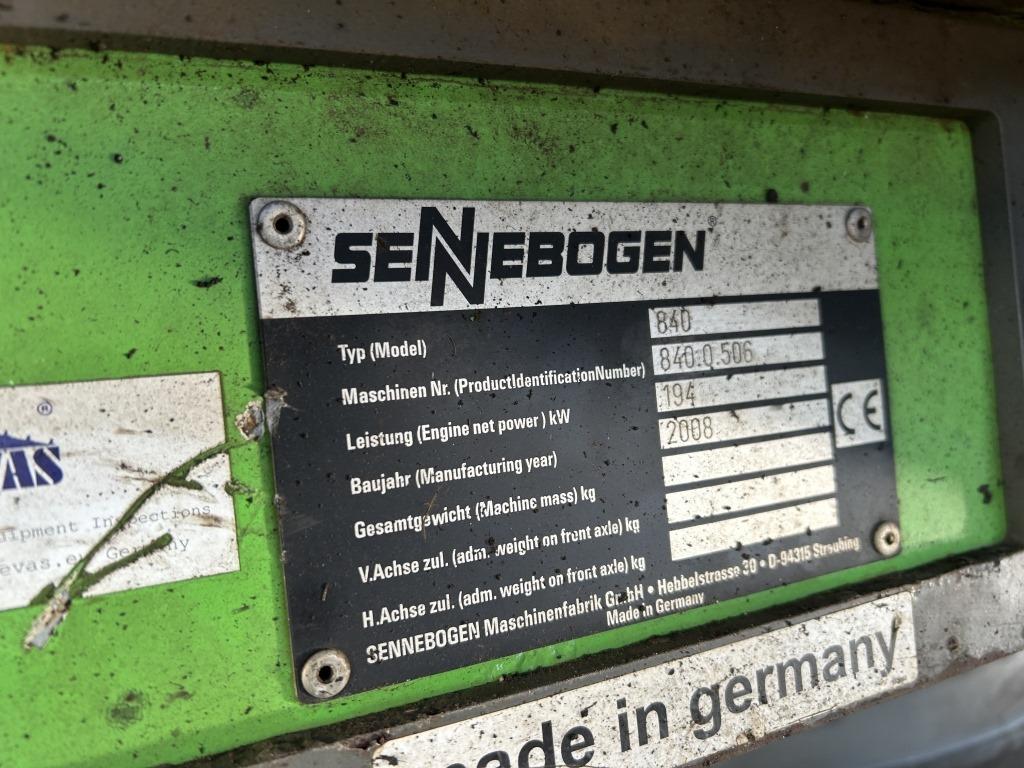 SENNEBOGEN®
Typ (Model) 840
Maschinen Nr. (ProductIdentificationNumber) 840.0.506
Leistung (Engine net power ) kW 194
Baujahr (Manufacturing year) 2008
Gesamtgewicht (Machine mass) kg
V.Achse zul. (adm. weight on front axle) kg
H.Achse zul. (adm. weight on front axle) kg
SENNEBOGEN Maschinenfabrik GmbH • Hebbelstrasse 30 • D-94315 Straubing
Made in Germany
CE
®
Inspections
Germany
made in germany